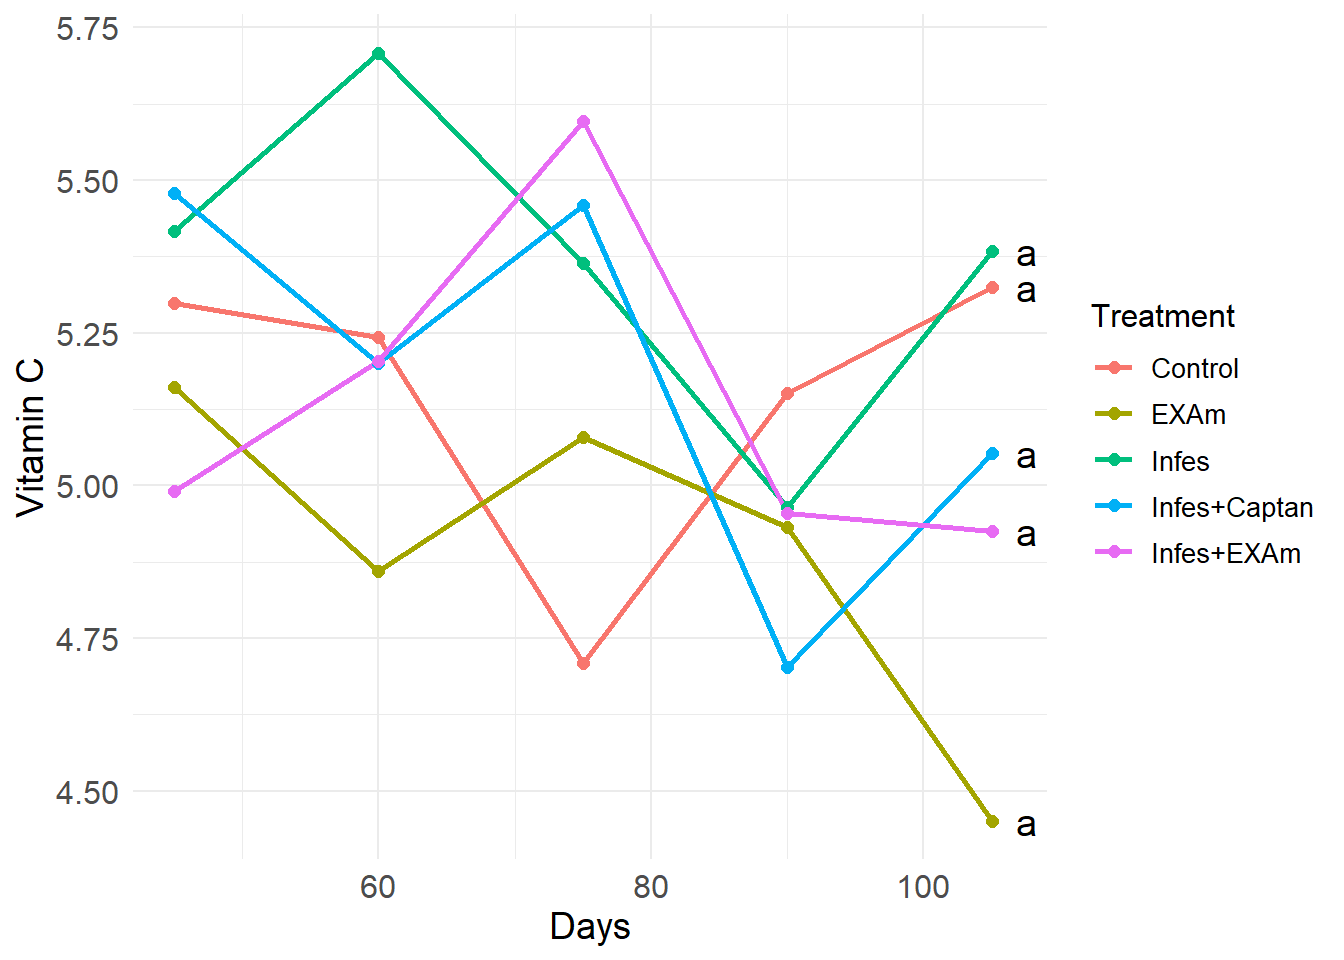 5.75
5.50
5.25
5.00
4.75
4.50
Vitamin C
60
80
100
Days
a
a
a
a
a
Treatment
Control
EXAm
Infes
Infes+Captan
Infes+EXAm